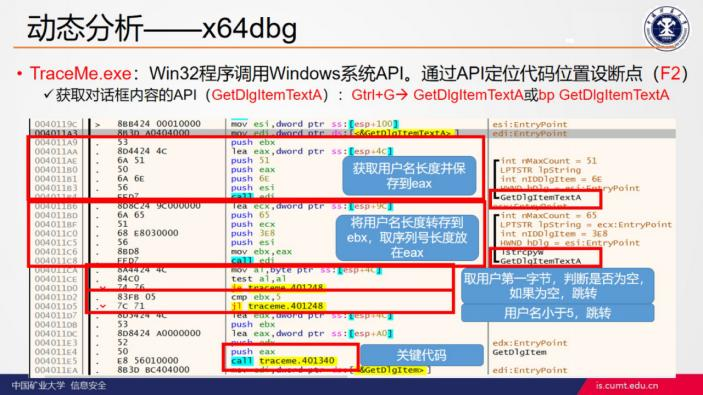 动态分析——x64dbg
• TraceMe.exe：Win32程序调用Windows系统API。通过API定位代码位置设断点（F2）
✓获取对话框内容的API（GetDlgItemTextA）：Gtrl+G→ GetDlgItemTextA或bp GetDlgItemTextA
0040119C > 8BB424 00010000 mov esi,dword ptr ss:[esp+100] esi:EntryPoint
004011A3 . 8B3D A0404000 mov edi,dword ptr ds:[<&GetDlgItemTextA>] edi:EntryPoint
004011A9 . 53 push ebx
004011AA . 8D4424 4C lea eax,dword ptr ss:[esp+4C]
004011AE . 6A 51 push 51 int nMaxCount = 51
004011B0 . 50 push eax LPTSTR lpString
004011B1 . 6A 6E push 6E int nIDDlgItem = 6E
004011B3 . 56 push esi HWND hDlg = esi:EntryPoint
004011B4 . FFD7 call edi GetDlgItemTextA
获取用户名长度并保存到eax
004011B6 . 8D8C24 9C000000 lea ecx,dword ptr ss:[esp+9C]
004011BD . 6A 65 push 65 int nMaxCount = 65
004011BF . 51 push ecx LPTSTR lpString = ecx:EntryPoint
004011C0 . 68 E8030000 push 3E8 int nIDDlgItem = 3E8
004011C5 . 56 push esi HWND hDlg = esi:EntryPoint
004011C6 . 8BD8 mov ebx,eax lstrcpyW
004011C8 . FFD7 call edi GetDlgItemTextA
将用户名长度转存到ebx，取序列号长度放在eax
004011CA . 8A4424 4C mov al,byte ptr ss:[esp+4C]
004011CE . 84C0 test al,al
004011D0 . 74 76 je traceme.401248
004011D2 . 83FB 05 cmp ebx,5
004011D5 . 7C 71 jl traceme.401248
取用户第一字节，判断是否为空，如果为空，跳转
用户名小于5，跳转
004011D7 . 8D5424 4C lea edx,dword ptr ss:[esp+4C]
004011DB . 53 push ebx
004011DC . 8D8424 A0000000 lea eax,dword ptr ss:[esp+A0]
004011E3 . 52 push edx edx:EntryPoint
004011E4 . 50 push eax GetDlgItem
004011E5 . E8 56010000 call traceme.401340
关键代码
004011EA . 8B3D BC404000 mov edi,dword ptr ds:[<&GetDlgItem>] edi:EntryPoint
中国矿业大学 信息安全
is.cumt.edu.cn